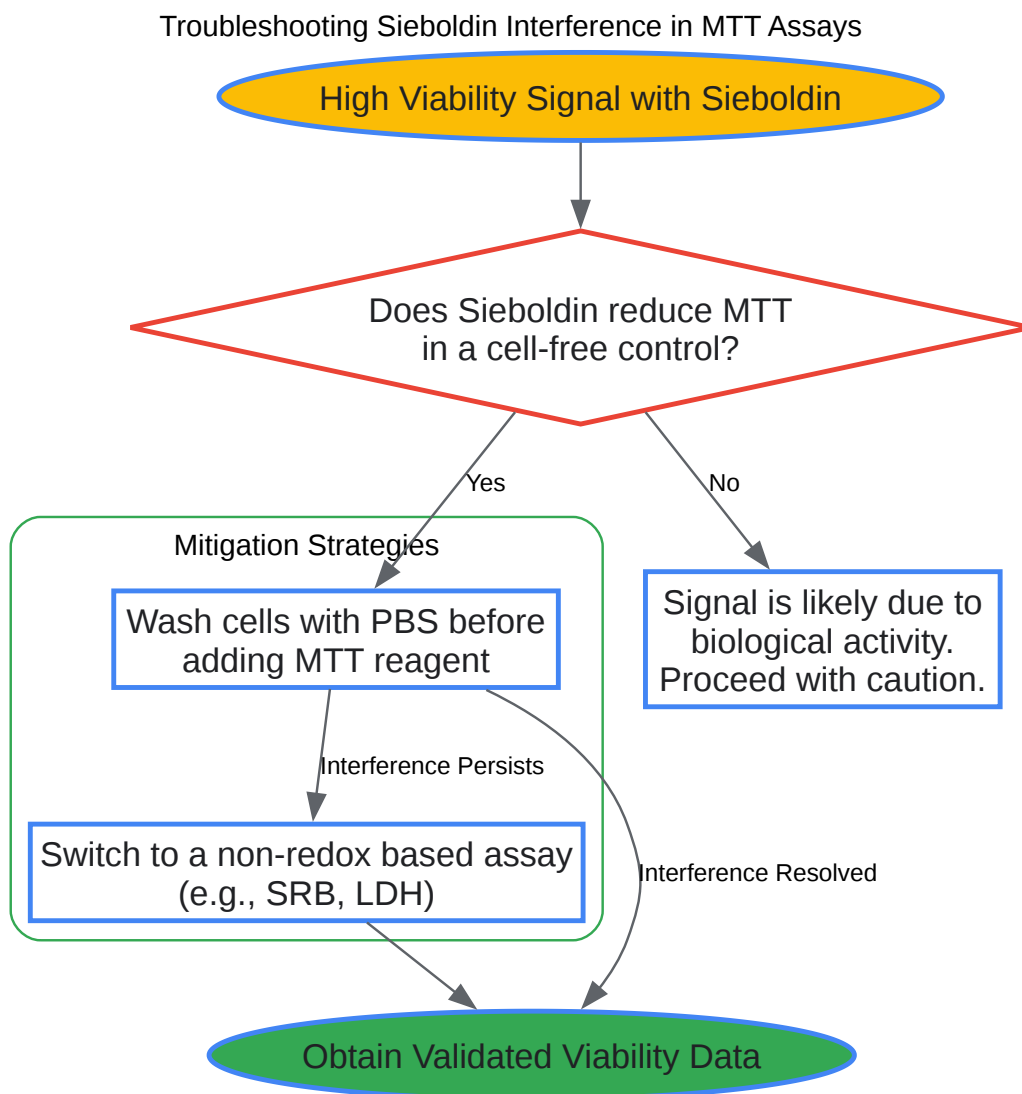 Troubleshooting Sieboldin Interference in MTT Assays
High Viability Signal with Sieboldin
Does Sieboldin reduce MTT
in a cell-free control?
Yes
No
Mitigation Strategies
Wash cells with PBS before
adding MTT reagent
Signal is likely due to
biological activity.
Proceed with caution.
Interference Persists
Switch to a non-redox based assay
(e.g., SRB, LDH)
Interference Resolved
Obtain Validated Viability Data